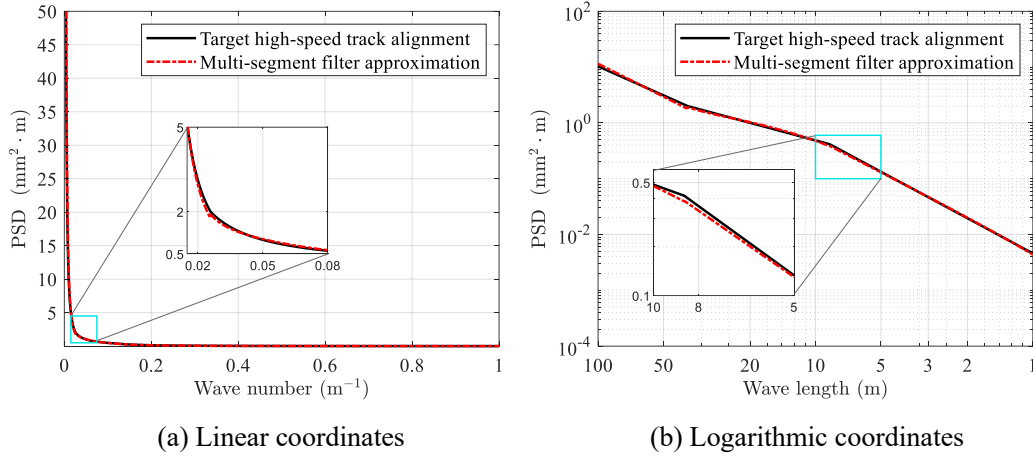 50
45
40
35
30
25
20
15
10
5
PSD (mm² · m)
Target high-speed track alignment
Multi-segment filter approximation
5
2
0.5
0.02 0.05 0.08
0 0.2 0.4 0.6 0.8 1
Wave number (m⁻¹)
(a) Linear coordinates
10²
10⁰
10⁻²
10⁻⁴
PSD (mm² · m)
Target high-speed track alignment
Multi-segment filter approximation
0.5
0.1
10 8 5
100 50 20 10 5 3 2 1
Wave length (m)
(b) Logarithmic coordinates